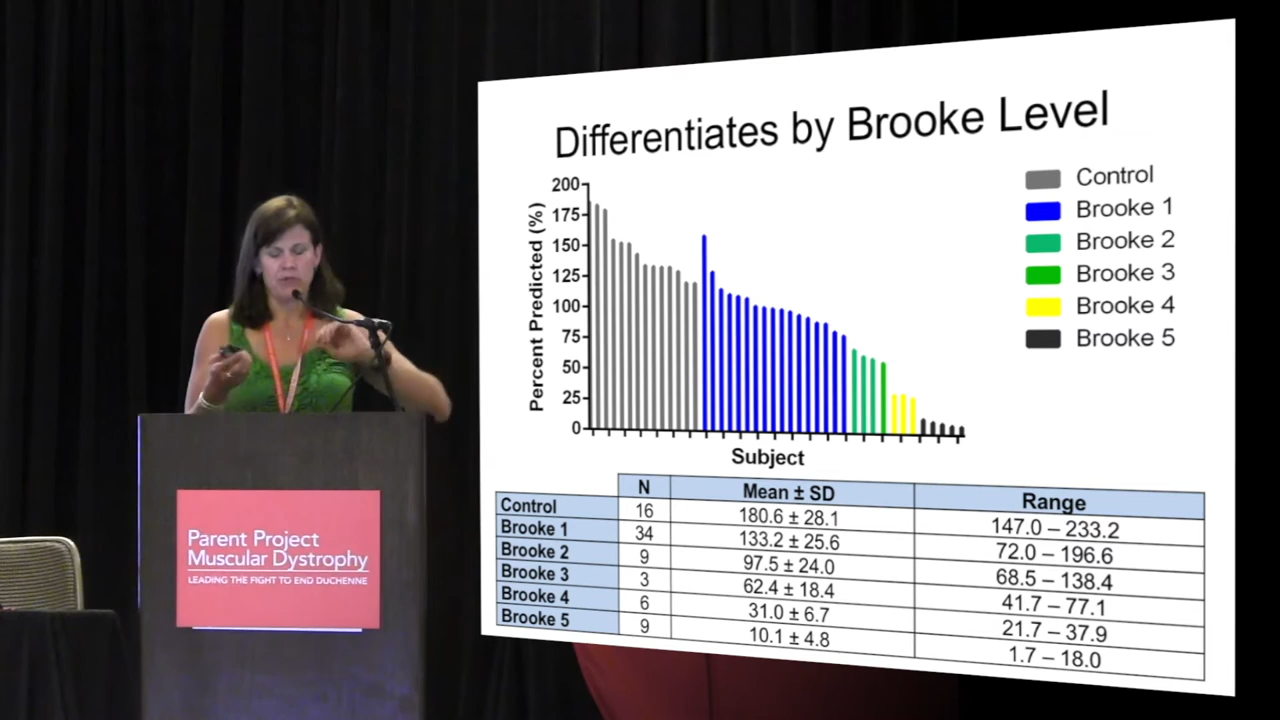 Differentiates by Brooke Level
Percent Predicted (%)
200
175
150
125
100
75
50
25
0
Subject
Control
Brooke 1
Brooke 2
Brooke 3
Brooke 4
Brooke 5
N Mean ± SD Range
Control 16 180.6 ± 28.1 147.0 – 233.2
Brooke 1 34 133.2 ± 25.6 72.0 – 196.6
Brooke 2 9 97.5 ± 24.0 68.5 – 138.4
Brooke 3 3 62.4 ± 18.4 41.7 – 77.1
Brooke 4 6 31.0 ± 6.7 21.7 – 37.9
Brooke 5 9 10.1 ± 4.8 1.7 – 18.0
Parent Project
Muscular Dystrophy
LEADING THE FIGHT TO END DUCHENNE